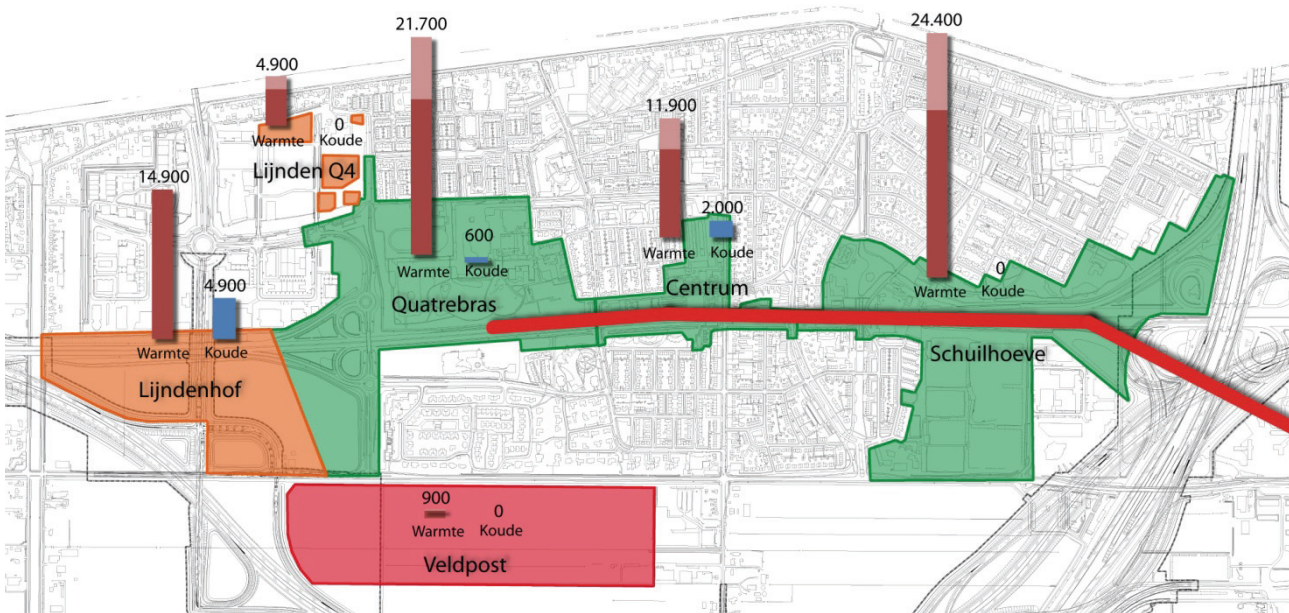 24.400
21.700
4.900
11.900
0
Warmte
Koude
Lijnden Q4
14.900
2.000
600
Warmte
Koude
Warmte
Koude
0
4.900
Centrum
Warmte
Koude
Quatrebras
Warmte
Koude
Schuilhoeve
Lijndenhof
900
0
Warmte
Koude
Veldpost